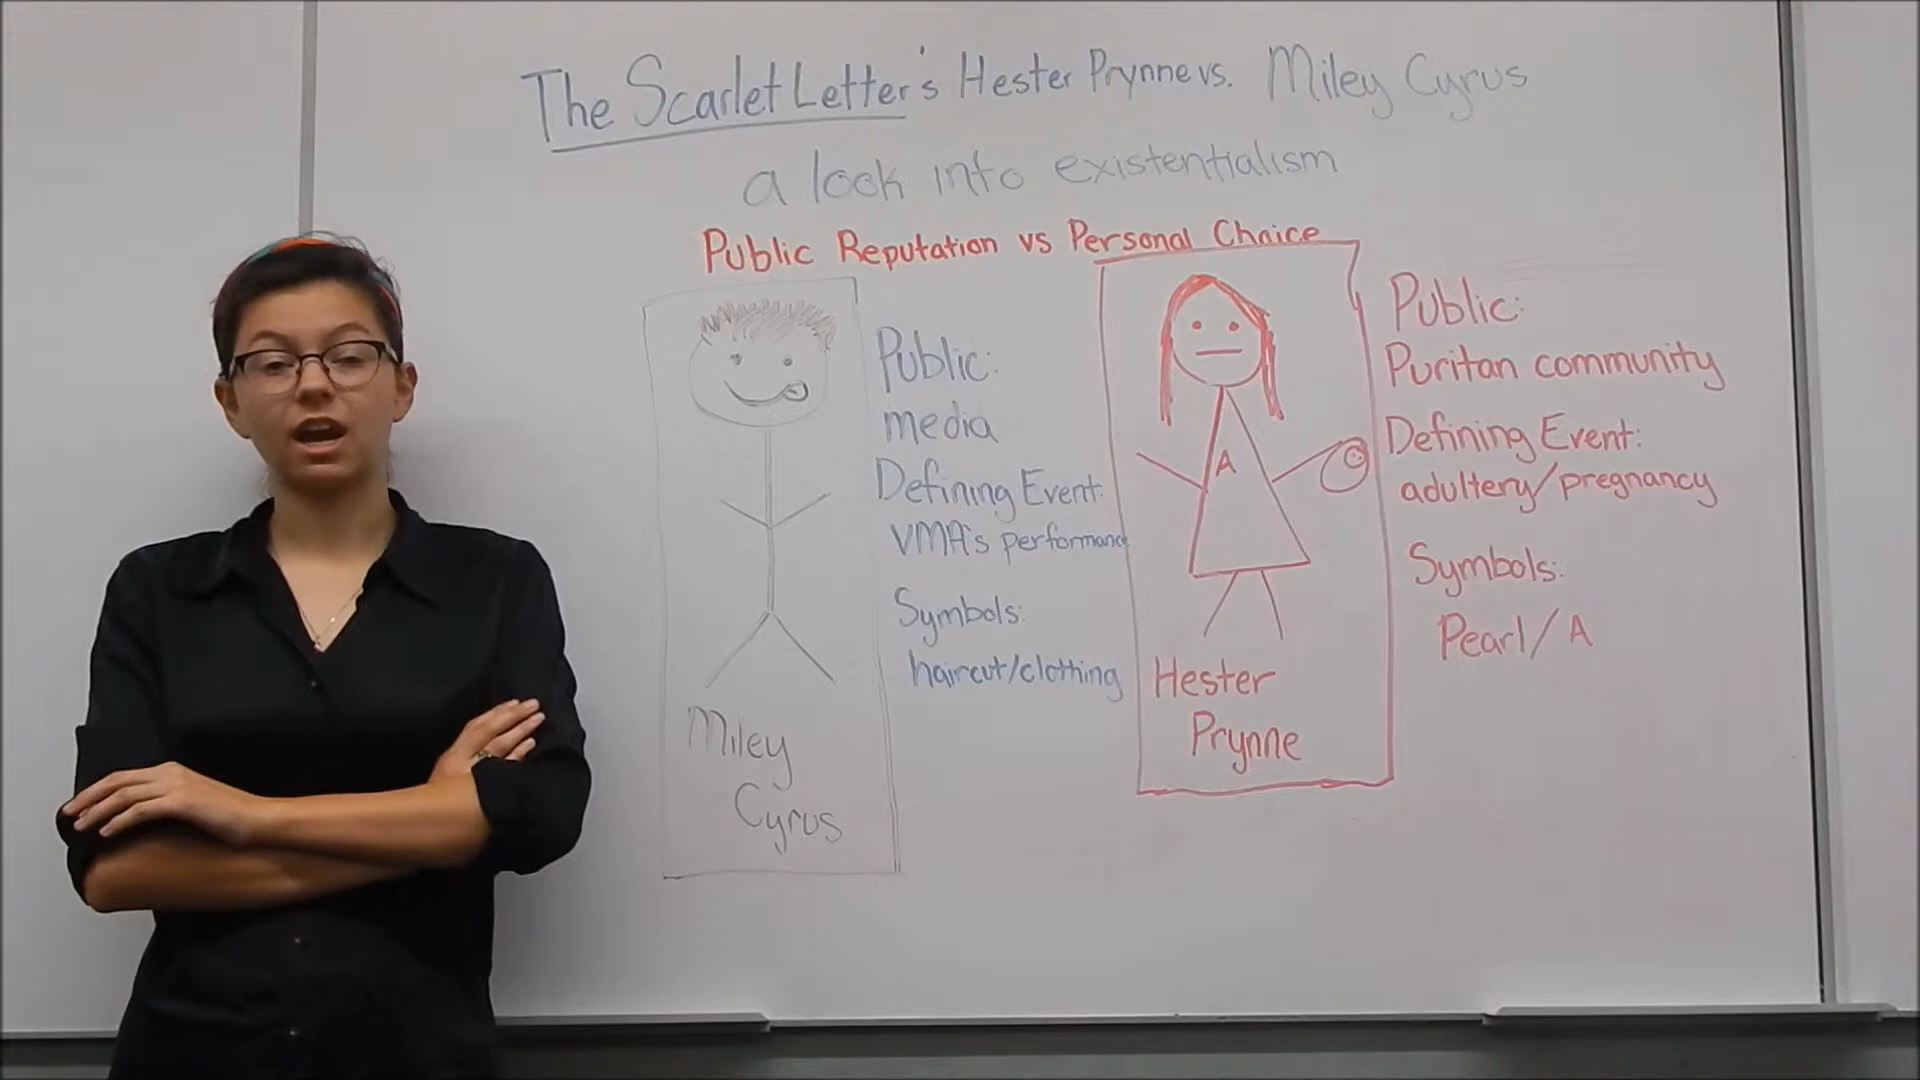 The Scarlet Letter's Hester Prynne vs. Miley Cyrus
a look into existentialism
Public Reputation vs Personal Choice
Public:
media
Defining Event:
VMA's performance
Symbols:
haircut/clothing
Miley
Cyrus
A
Hester
Prynne
Public:
Puritan community
Defining Event:
adultery/pregnancy
Symbols:
Pearl/A